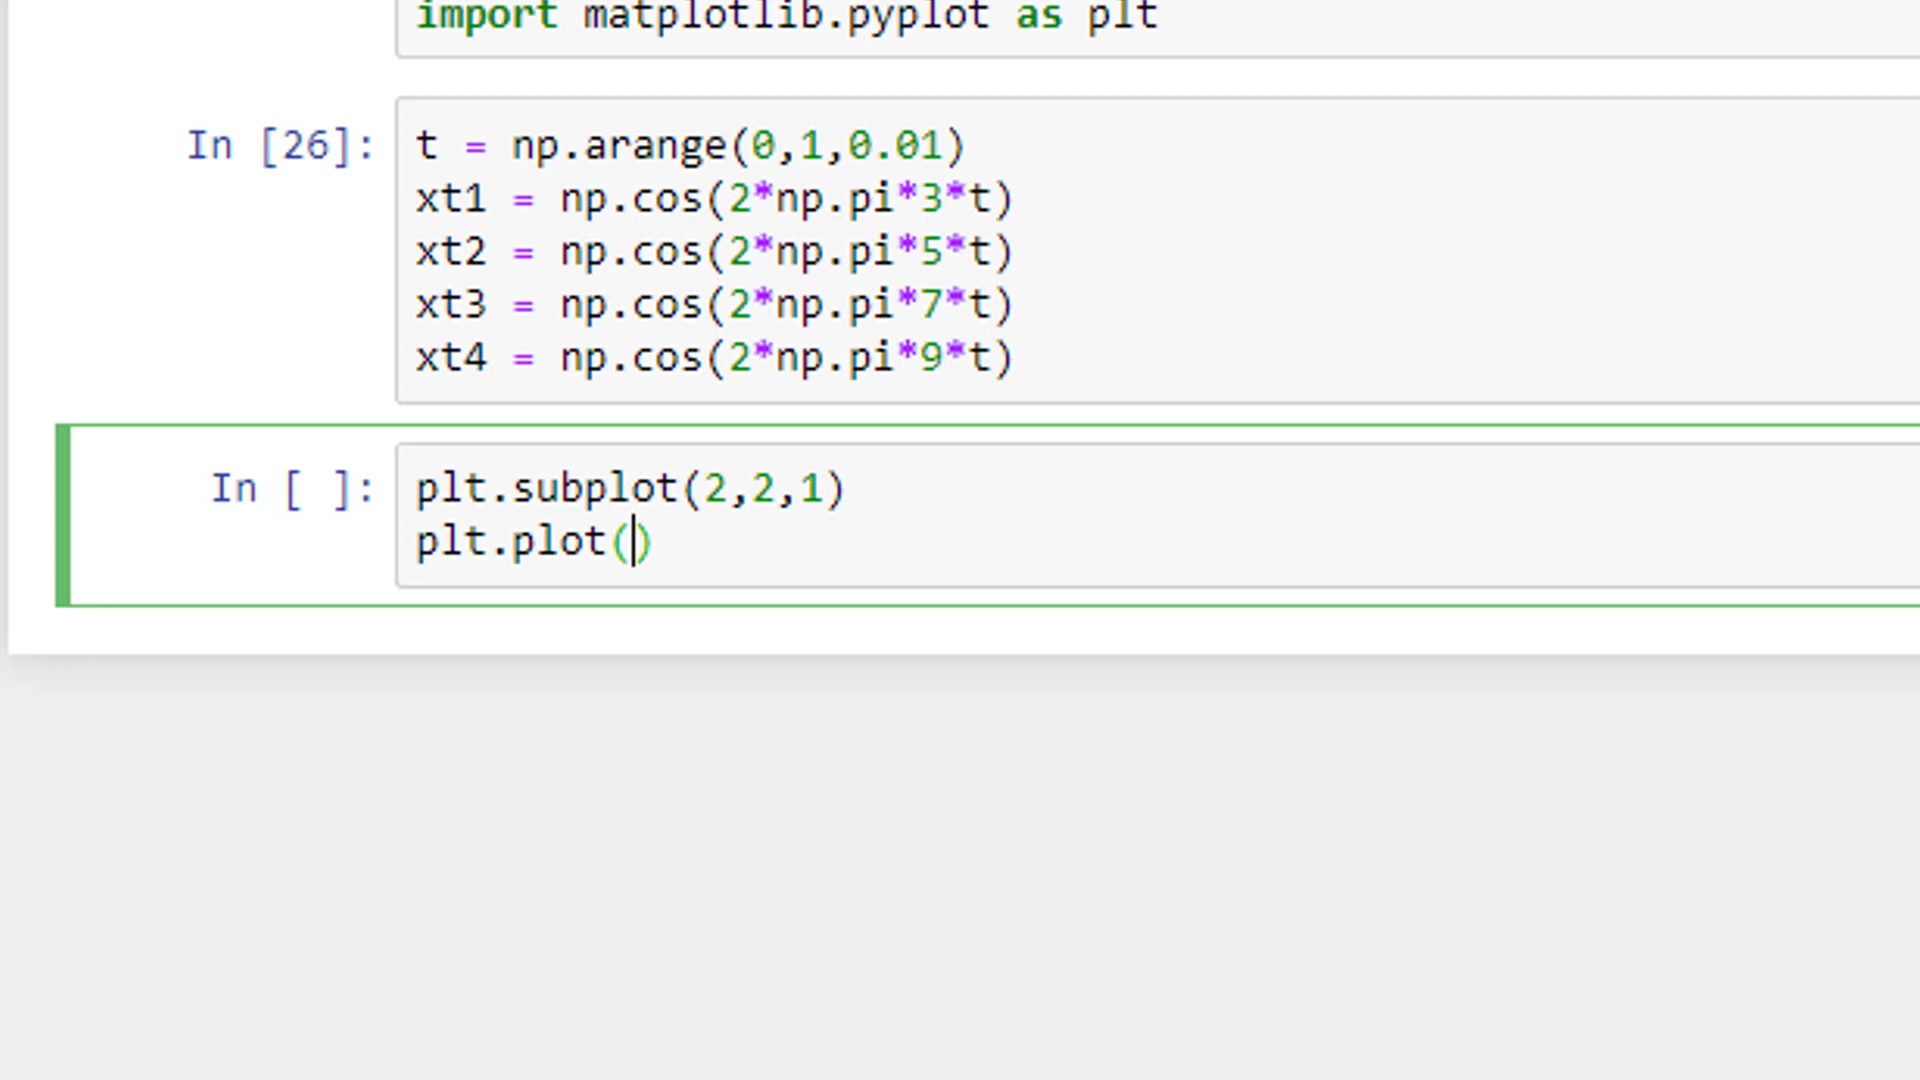 import matplotlib.pyplot as plt
In [26]: t = np.arange(0,1,0.01)
xt1 = np.cos(2*np.pi*3*t)
xt2 = np.cos(2*np.pi*5*t)
xt3 = np.cos(2*np.pi*7*t)
xt4 = np.cos(2*np.pi*9*t)
In [ ]: plt.subplot(2,2,1)
plt.plot()